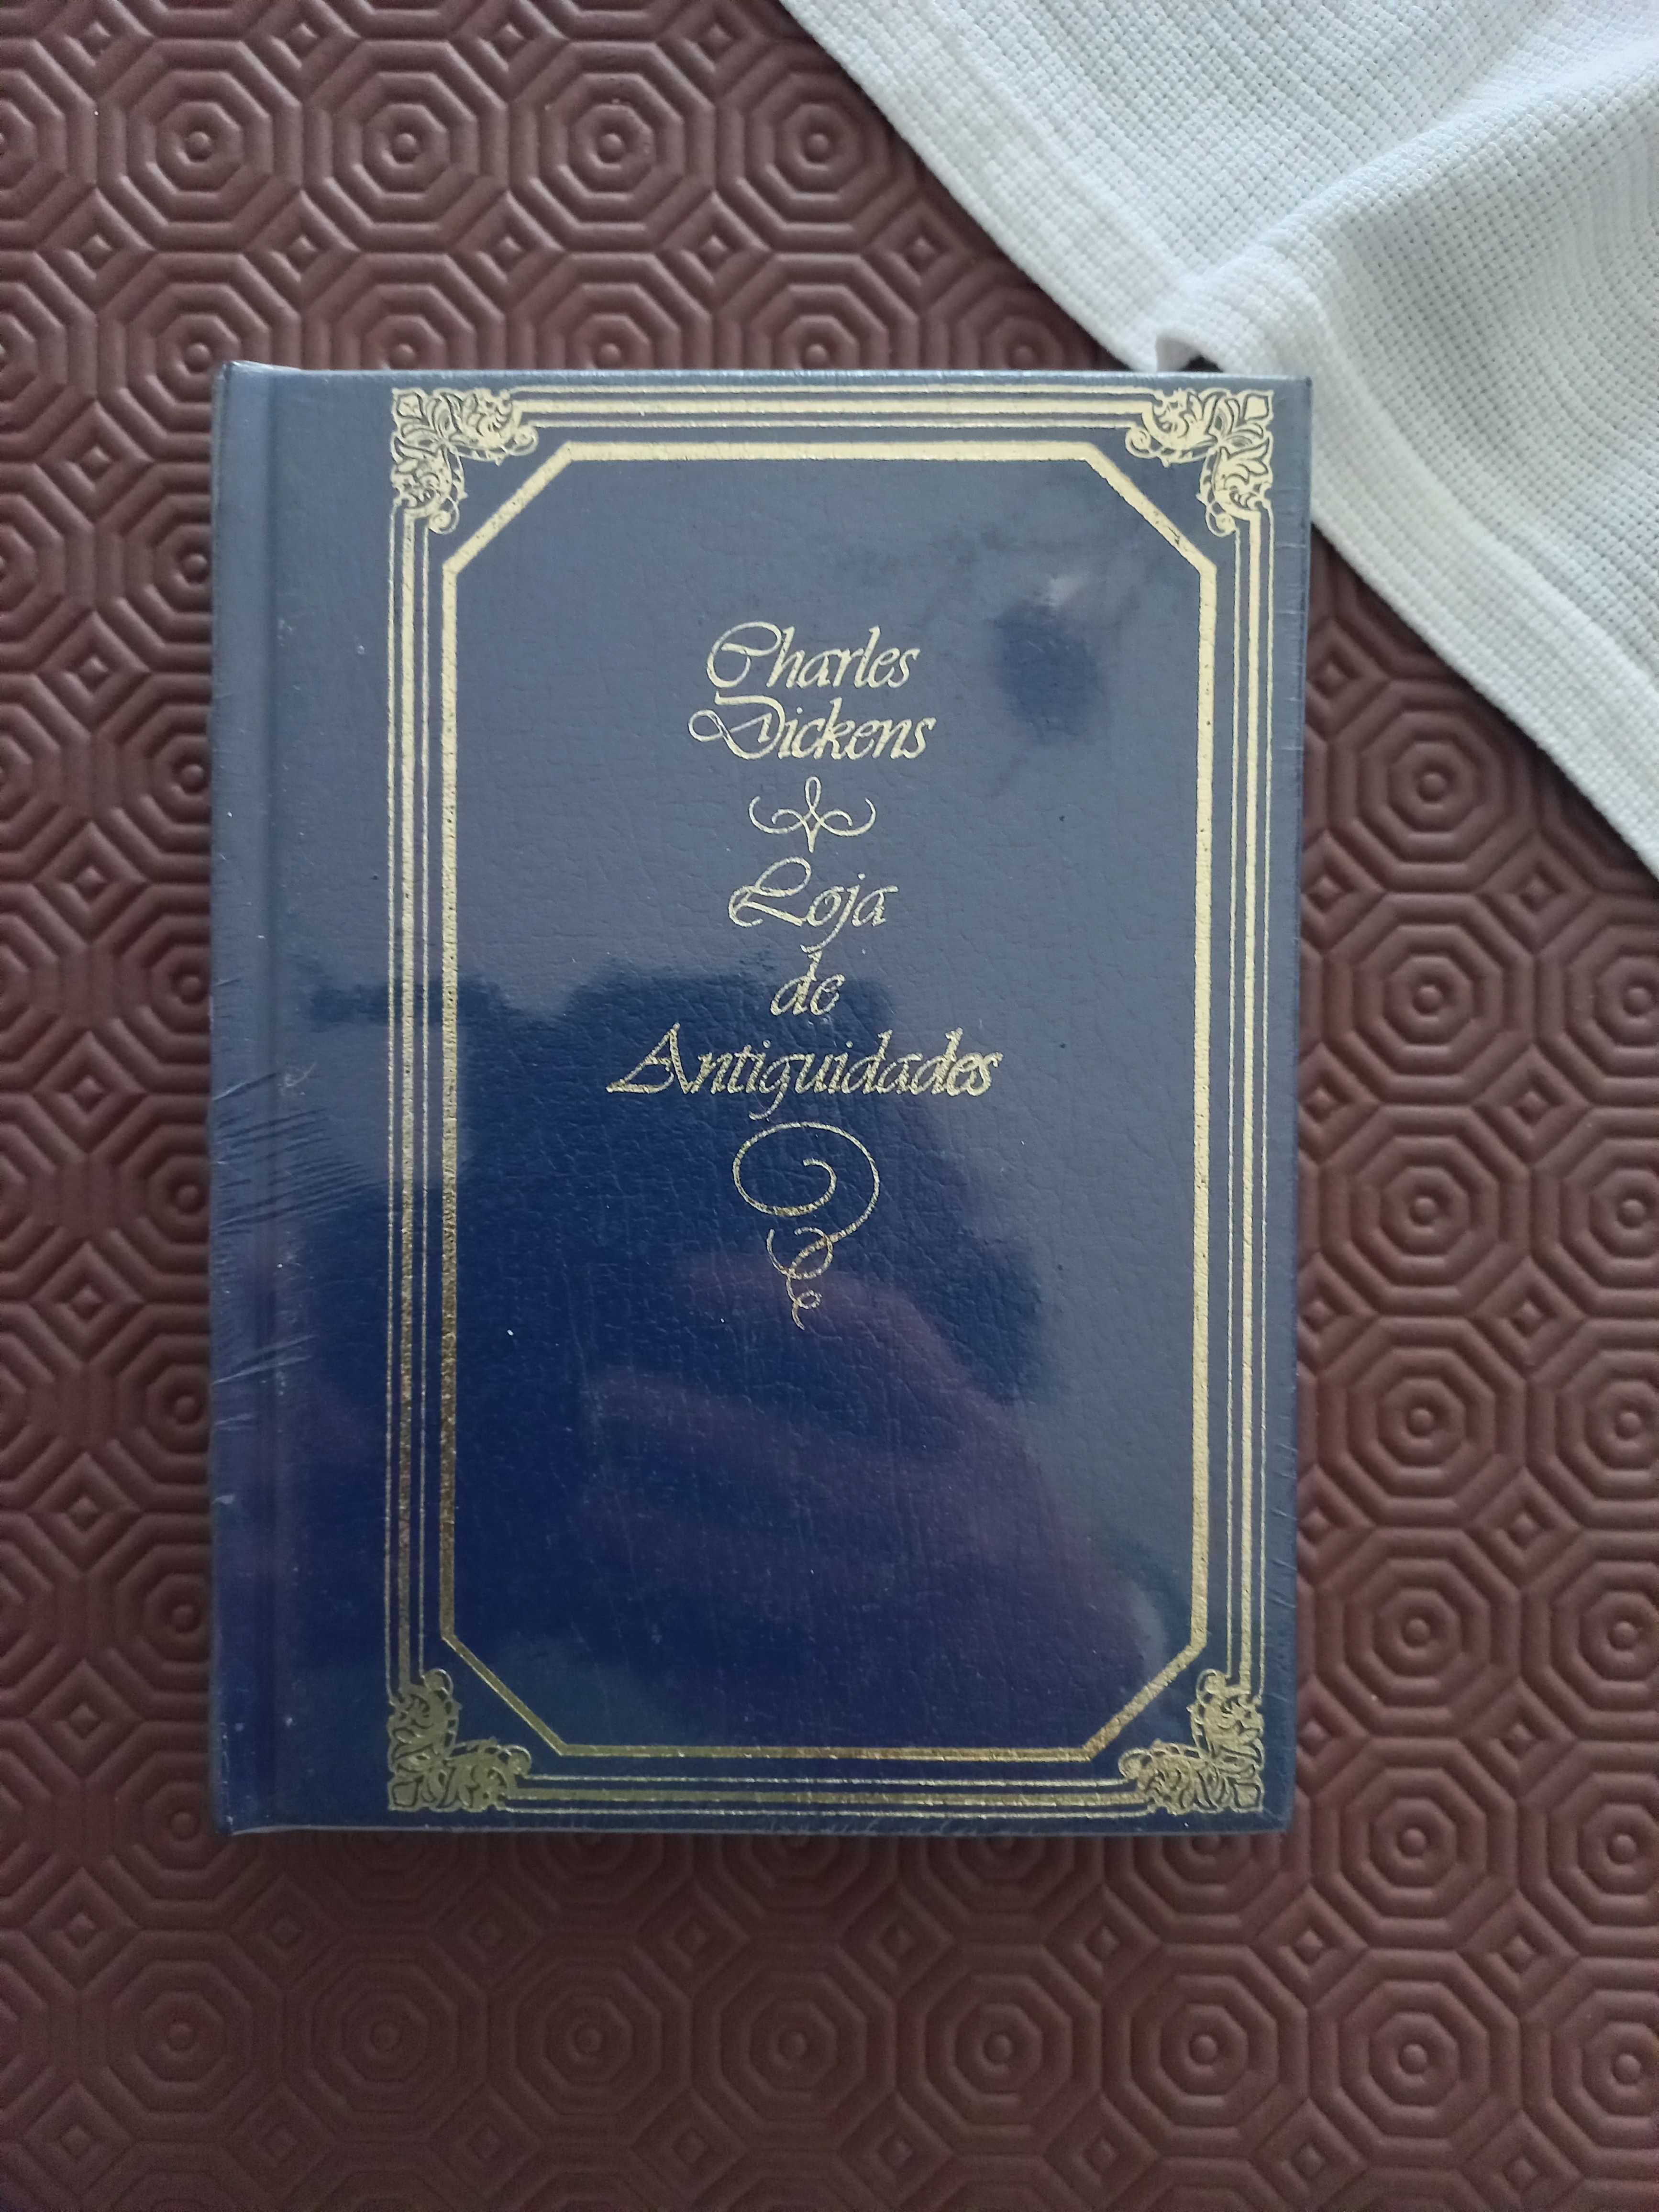 Charles
Dickens
Loja
de
Antiguidades